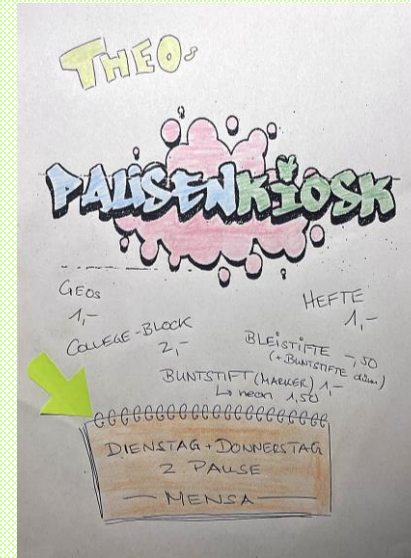 THEOs
PAUSENKIOSK
GEOS
1,-
HEFTE
1,-
COLLEGE-BLOCK
2,-
BLEISTIFTE -,50
(+BUNTSTIFTE dünn)
BUNTSTIFT (MARKER) 1,-
↳ neon 1,50
DIENSTAG + DONNERSTAG
2 PAUSE
— MENSA —